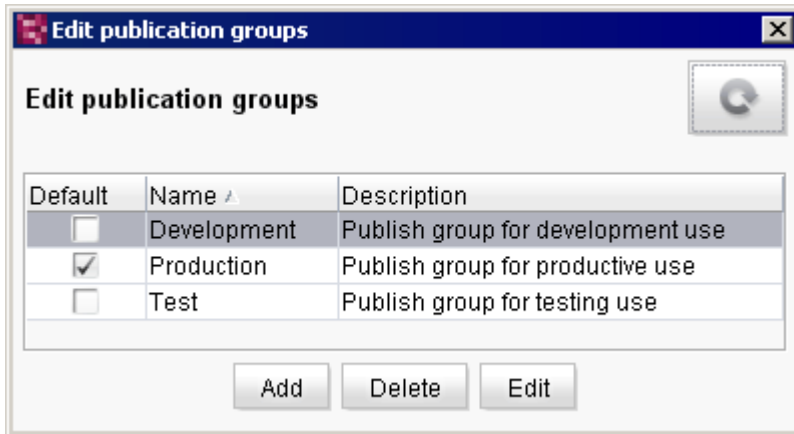 Edit publication groups
Edit publication groups
Default Name Description
Development Publish group for development use
Production Publish group for productive use
Test Publish group for testing use
Add Delete Edit